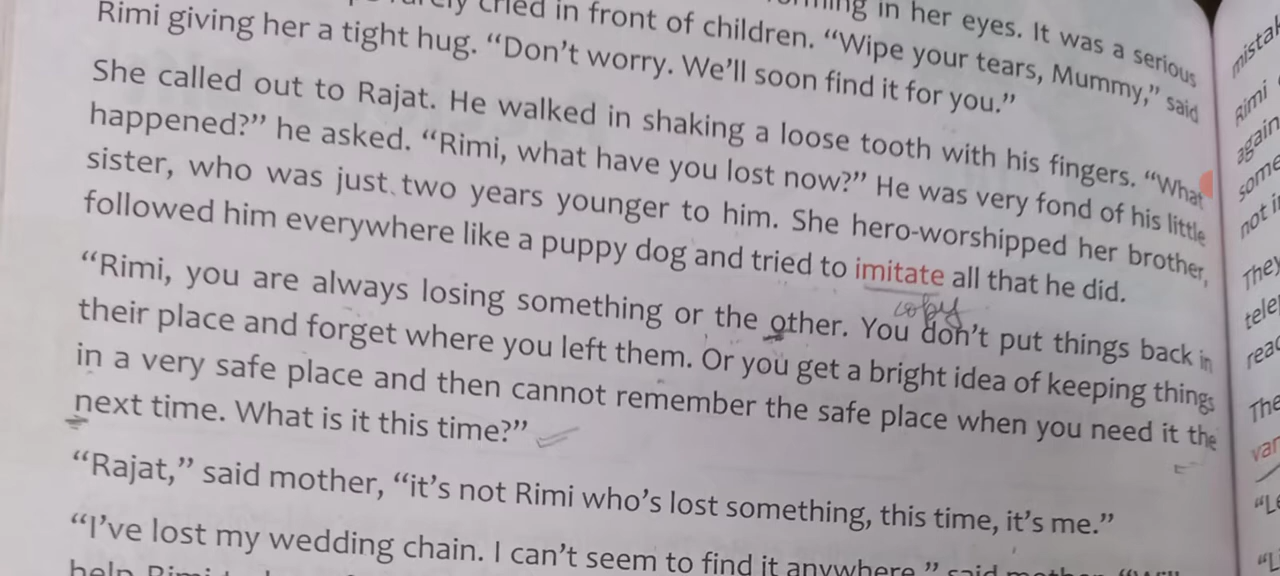 cried in front of children. "Wipe your tears, Mummy," said
in her eyes. It was a serious
Rimi giving her a tight hug. "Don't worry. We'll soon find it for you."
She called out to Rajat. He walked in shaking a loose tooth with his fingers. "What
happened?" he asked. "Rimi, what have you lost now?" He was very fond of his little
sister, who was just two years younger to him. She hero-worshipped her brother,
followed him everywhere like a puppy dog and tried to imitate all that he did.
copy
"Rimi, you are always losing something or the other. You don't put things back in
their place and forget where you left them. Or you get a bright idea of keeping things
in a very safe place and then cannot remember the safe place when you need it the
next time. What is it this time?"
"Rajat," said mother, "it's not Rimi who's lost something, this time, it's me."
"I've lost my wedding chain. I can't seem to find it anywhere," said mother.
help Rimi
Rimi
again
some
They
The